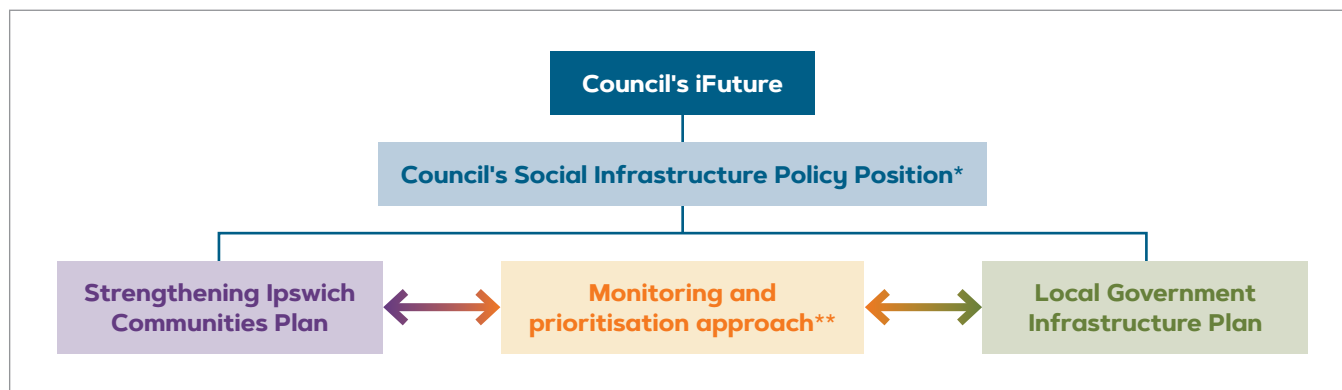 Council's iFuture
Council's Social Infrastructure Policy Position*
Strengthening Ipswich
Communities Plan
Monitoring and
prioritisation approach**
Local Government
Infrastructure Plan